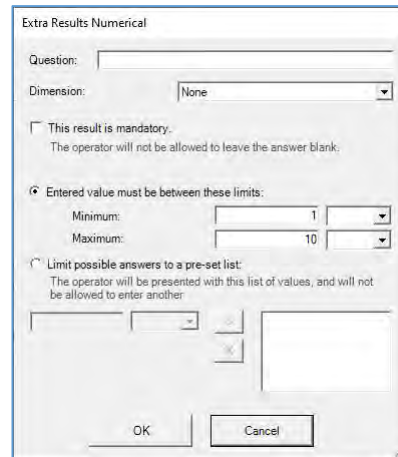 Extra Results Numerical
Question:
Dimension: None
This result is mandatory.
The operator will not be allowed to leave the answer blank.
Entered value must be between these limits:
Minimum: 1
Maximum: 10
Limit possible answers to a pre-set list:
The operator will be presented with this list of values, and will not
be allowed to enter another
OK Cancel